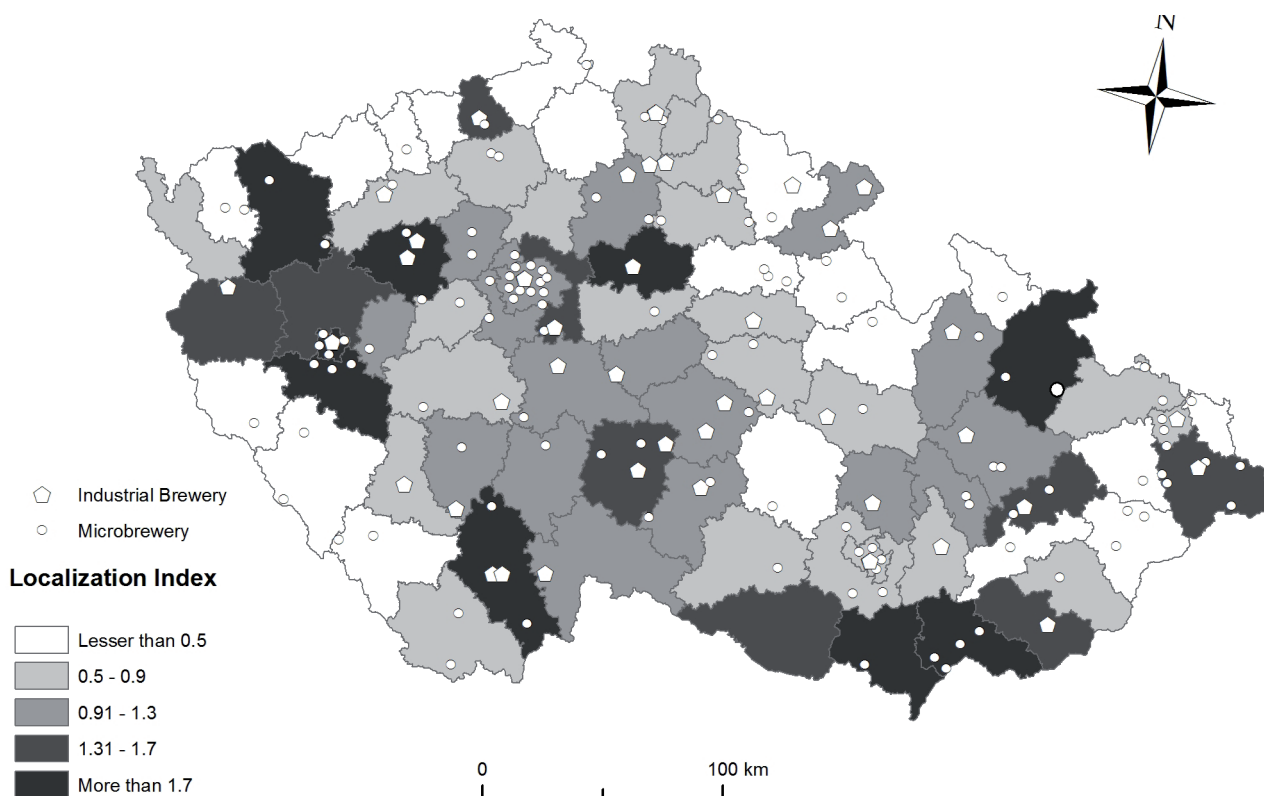 N
Industrial Brewery
Microbrewery
Localization Index
Lesser than 0.5
0.5 - 0.9
0.91 - 1.3
1.31 - 1.7
More than 1.7
0 100 km